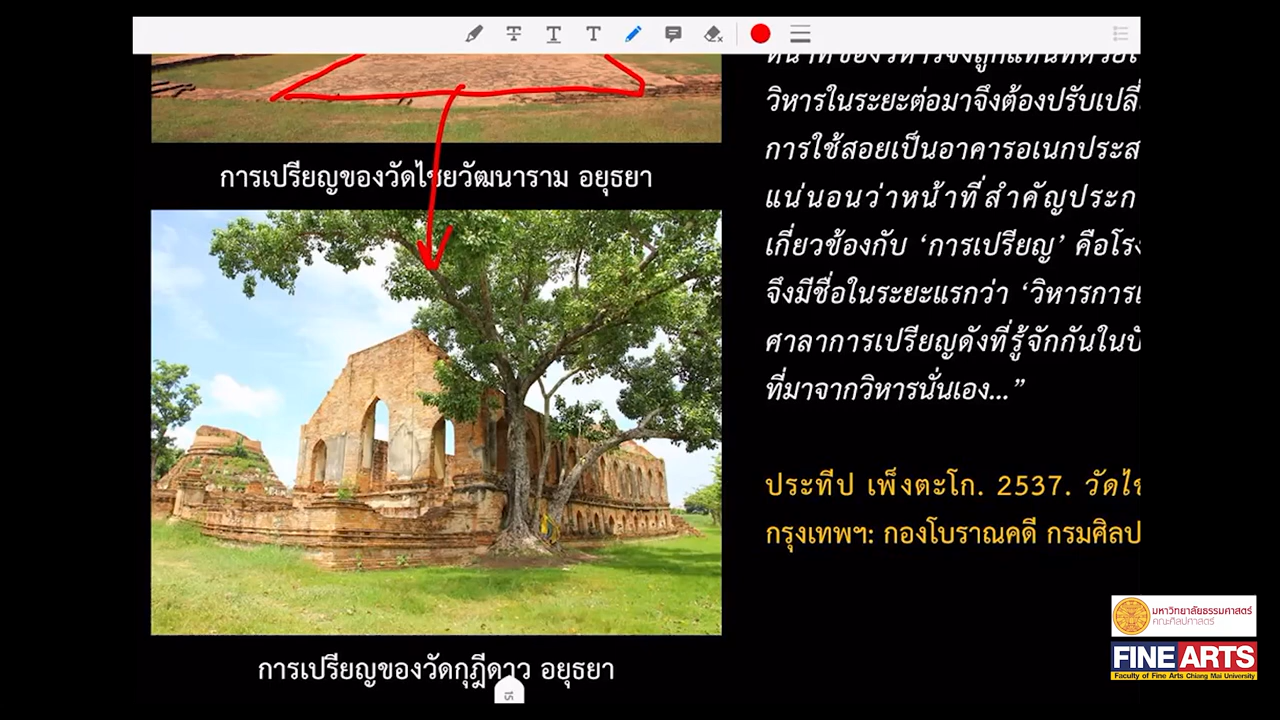 วิหารในระยะต่อมาจึงต้องปรับเปลี่
การใช้สอยเป็นอาคารอเนกประส
แน่นอนว่าหน้าที่สำคัญประก
เกี่ยวข้องกับ ‘การเปรียญ’ คือโรง
จึงมีชื่อในระยะแรกว่า ‘วิหารการเ
ศาลาการเปรียญดังที่รู้จักกันในปั
ที่มาจากวิหารนั่นเอง...”
ประทีป เพ็งตะโก. 2537. วัดไช
กรุงเทพฯ: กองโบราณคดี กรมศิลป
การเปรียญของวัดไชยวัฒนาราม อยุธยา
การเปรียญของวัดกุฎีดาว อยุธยา
15
มหาวิทยาลัยธรรมศาสตร์
คณะศิลปศาสตร์
FINE ARTS
Faculty of Fine Arts Chiang Mai University